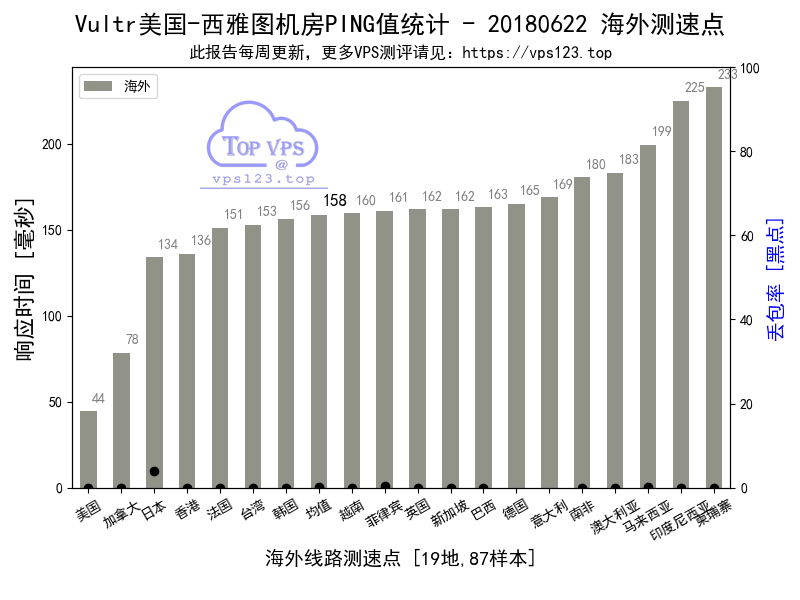 Vultr美国-西雅图机房PING值统计 - 20180622 海外测速点
此报告每周更新，更多VPS测评请见：https://vps123.top
海外
TOP VPS
@
vps123.top
响应时间 [毫秒]
200
150
100
50
0
44
78
134
136
151
153
156
158
160
161
162
162
163
165
169
180
183
199
225
233
100
80
60
40
20
0
丢包率 [黑点]
美国
加拿大
日本
香港
法国
台湾
韩国
均值
越南
菲律宾
英国
新加坡
巴西
德国
意大利
南非
澳大利亚
马来西亚
印度尼西亚
柬埔寨
海外线路测速点 [19地,87样本]